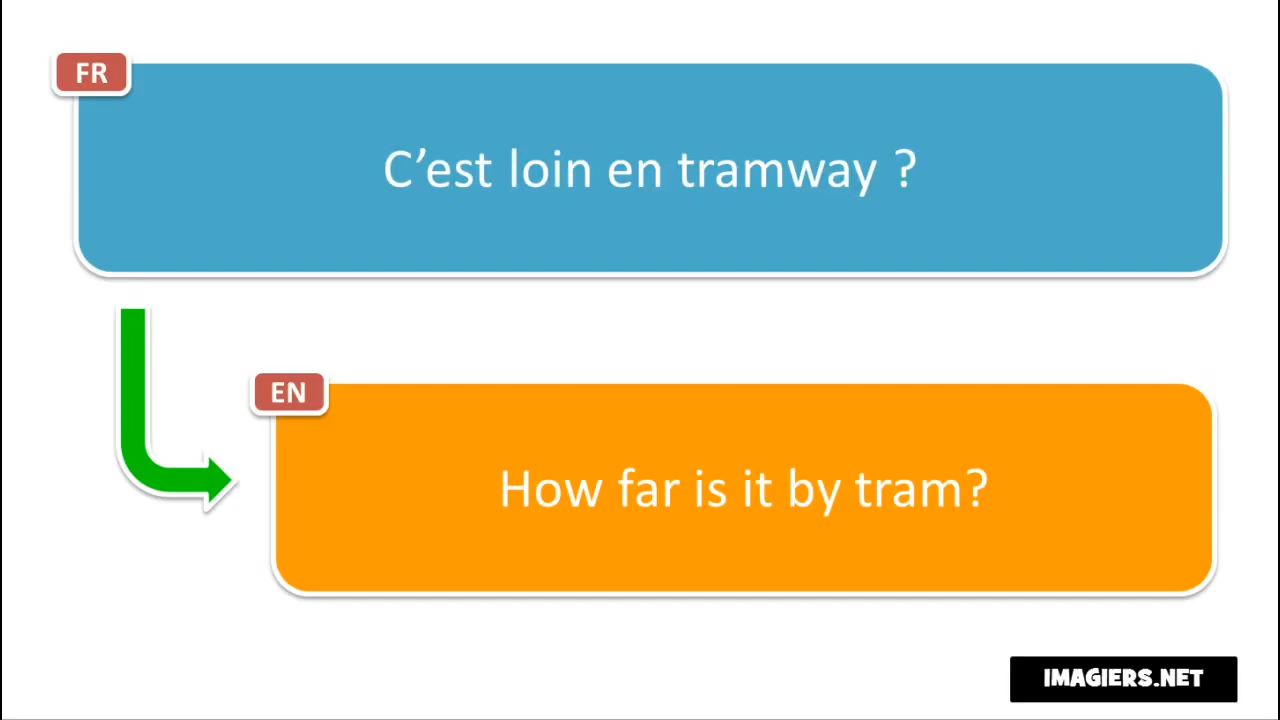 FR
C’est loin en tramway ?
EN
How far is it by tram?
IMAGIERS.NET